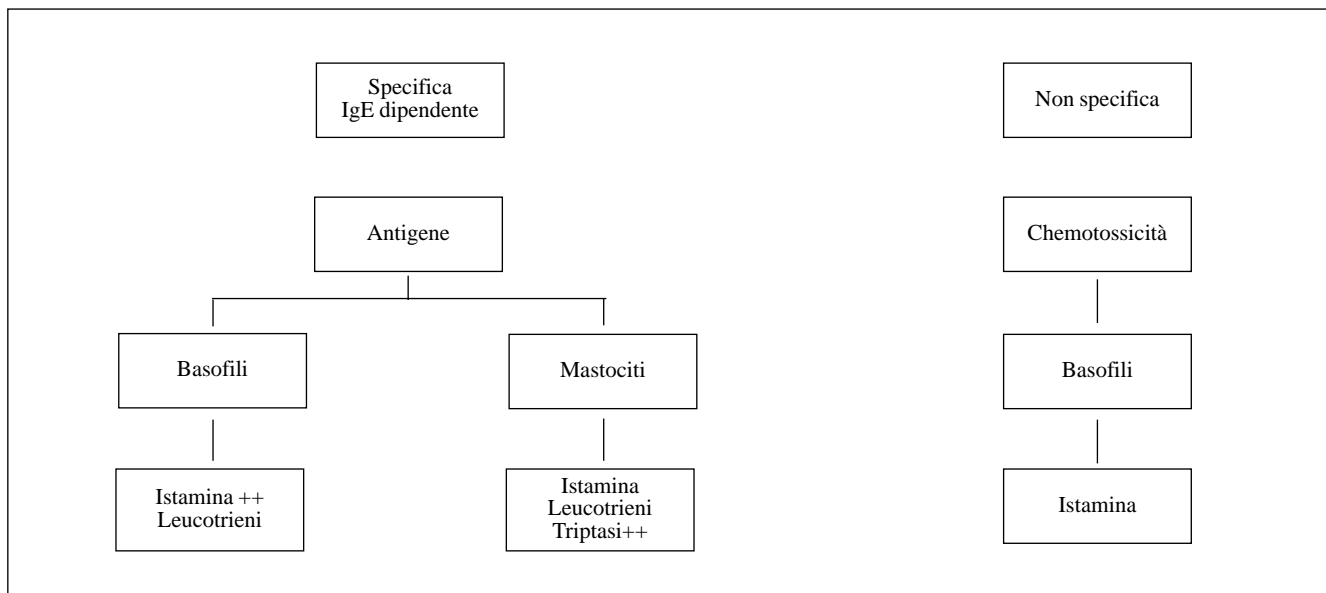 Specifica
IgE dipendente
Non specifica
Antigene
Chemotossicità
Basofili
Mastociti
Basofili
Istamina ++
Leucotrieni
Istamina
Leucotrieni
Triptasi++
Istamina